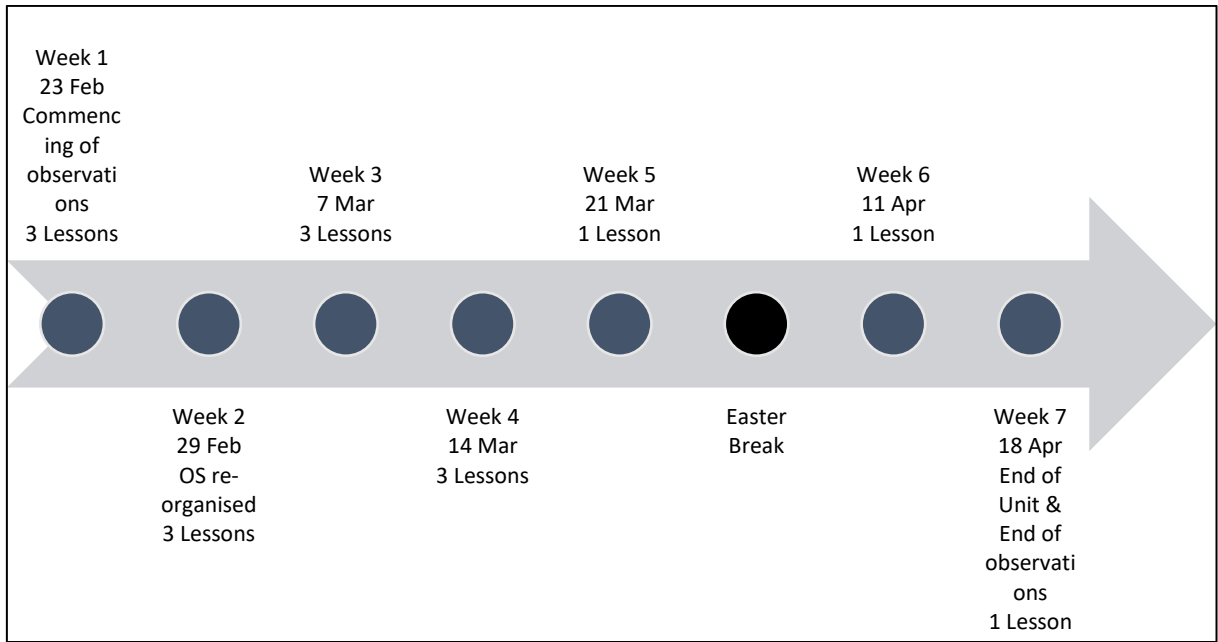 Week 1
23 Feb
Commenc
ing of
observati
ons
3 Lessons
Week 2
29 Feb
OS re-
organised
3 Lessons
Week 3
7 Mar
3 Lessons
Week 4
14 Mar
3 Lessons
Week 5
21 Mar
1 Lesson
Easter
Break
Week 6
11 Apr
1 Lesson
Week 7
18 Apr
End of
Unit &
End of
observati
ons
1 Lesson